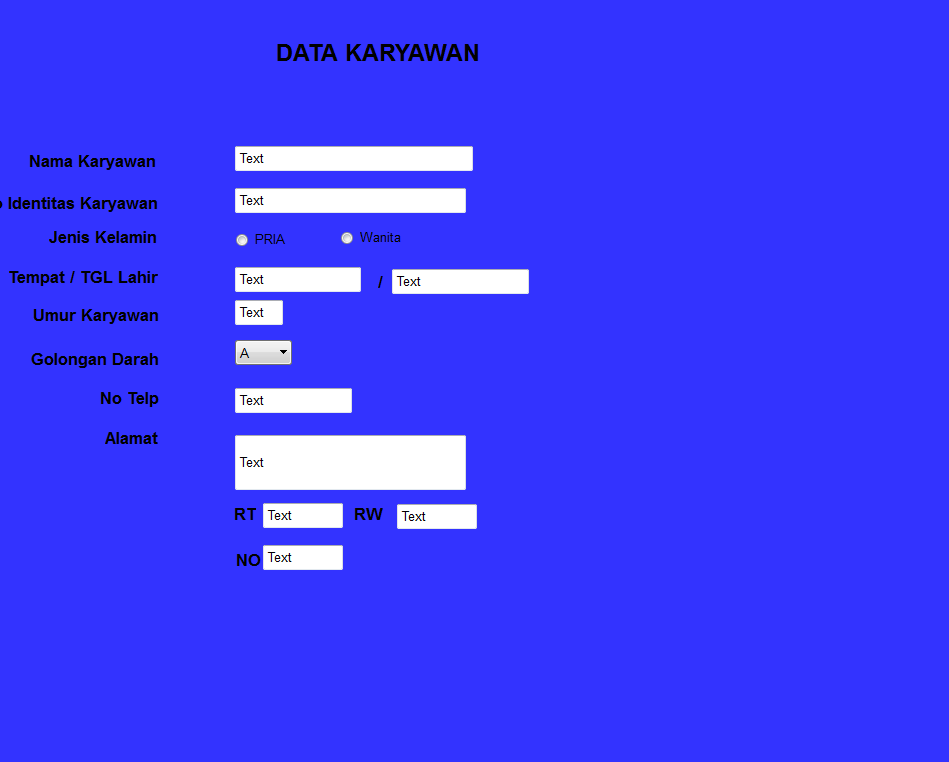 DATA KARYAWAN
Nama Karyawan Text
Identitas Karyawan Text
Jenis Kelamin PRIA Wanita
Tempat / TGL Lahir Text / Text
Umur Karyawan Text
Golongan Darah A
No Telp Text
Alamat Text
RT Text RW Text
NO Text